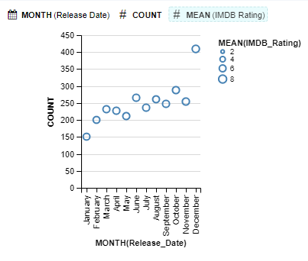 MONTH (Release Date) # COUNT # MEAN (IMDB Rating)
MEAN(IMDB_Rating)
2
4
6
8
COUNT
450
400
350
300
250
200
150
100
50
0
January
February
March
April
May
June
July
August
September
October
November
December
MONTH(Release_Date)